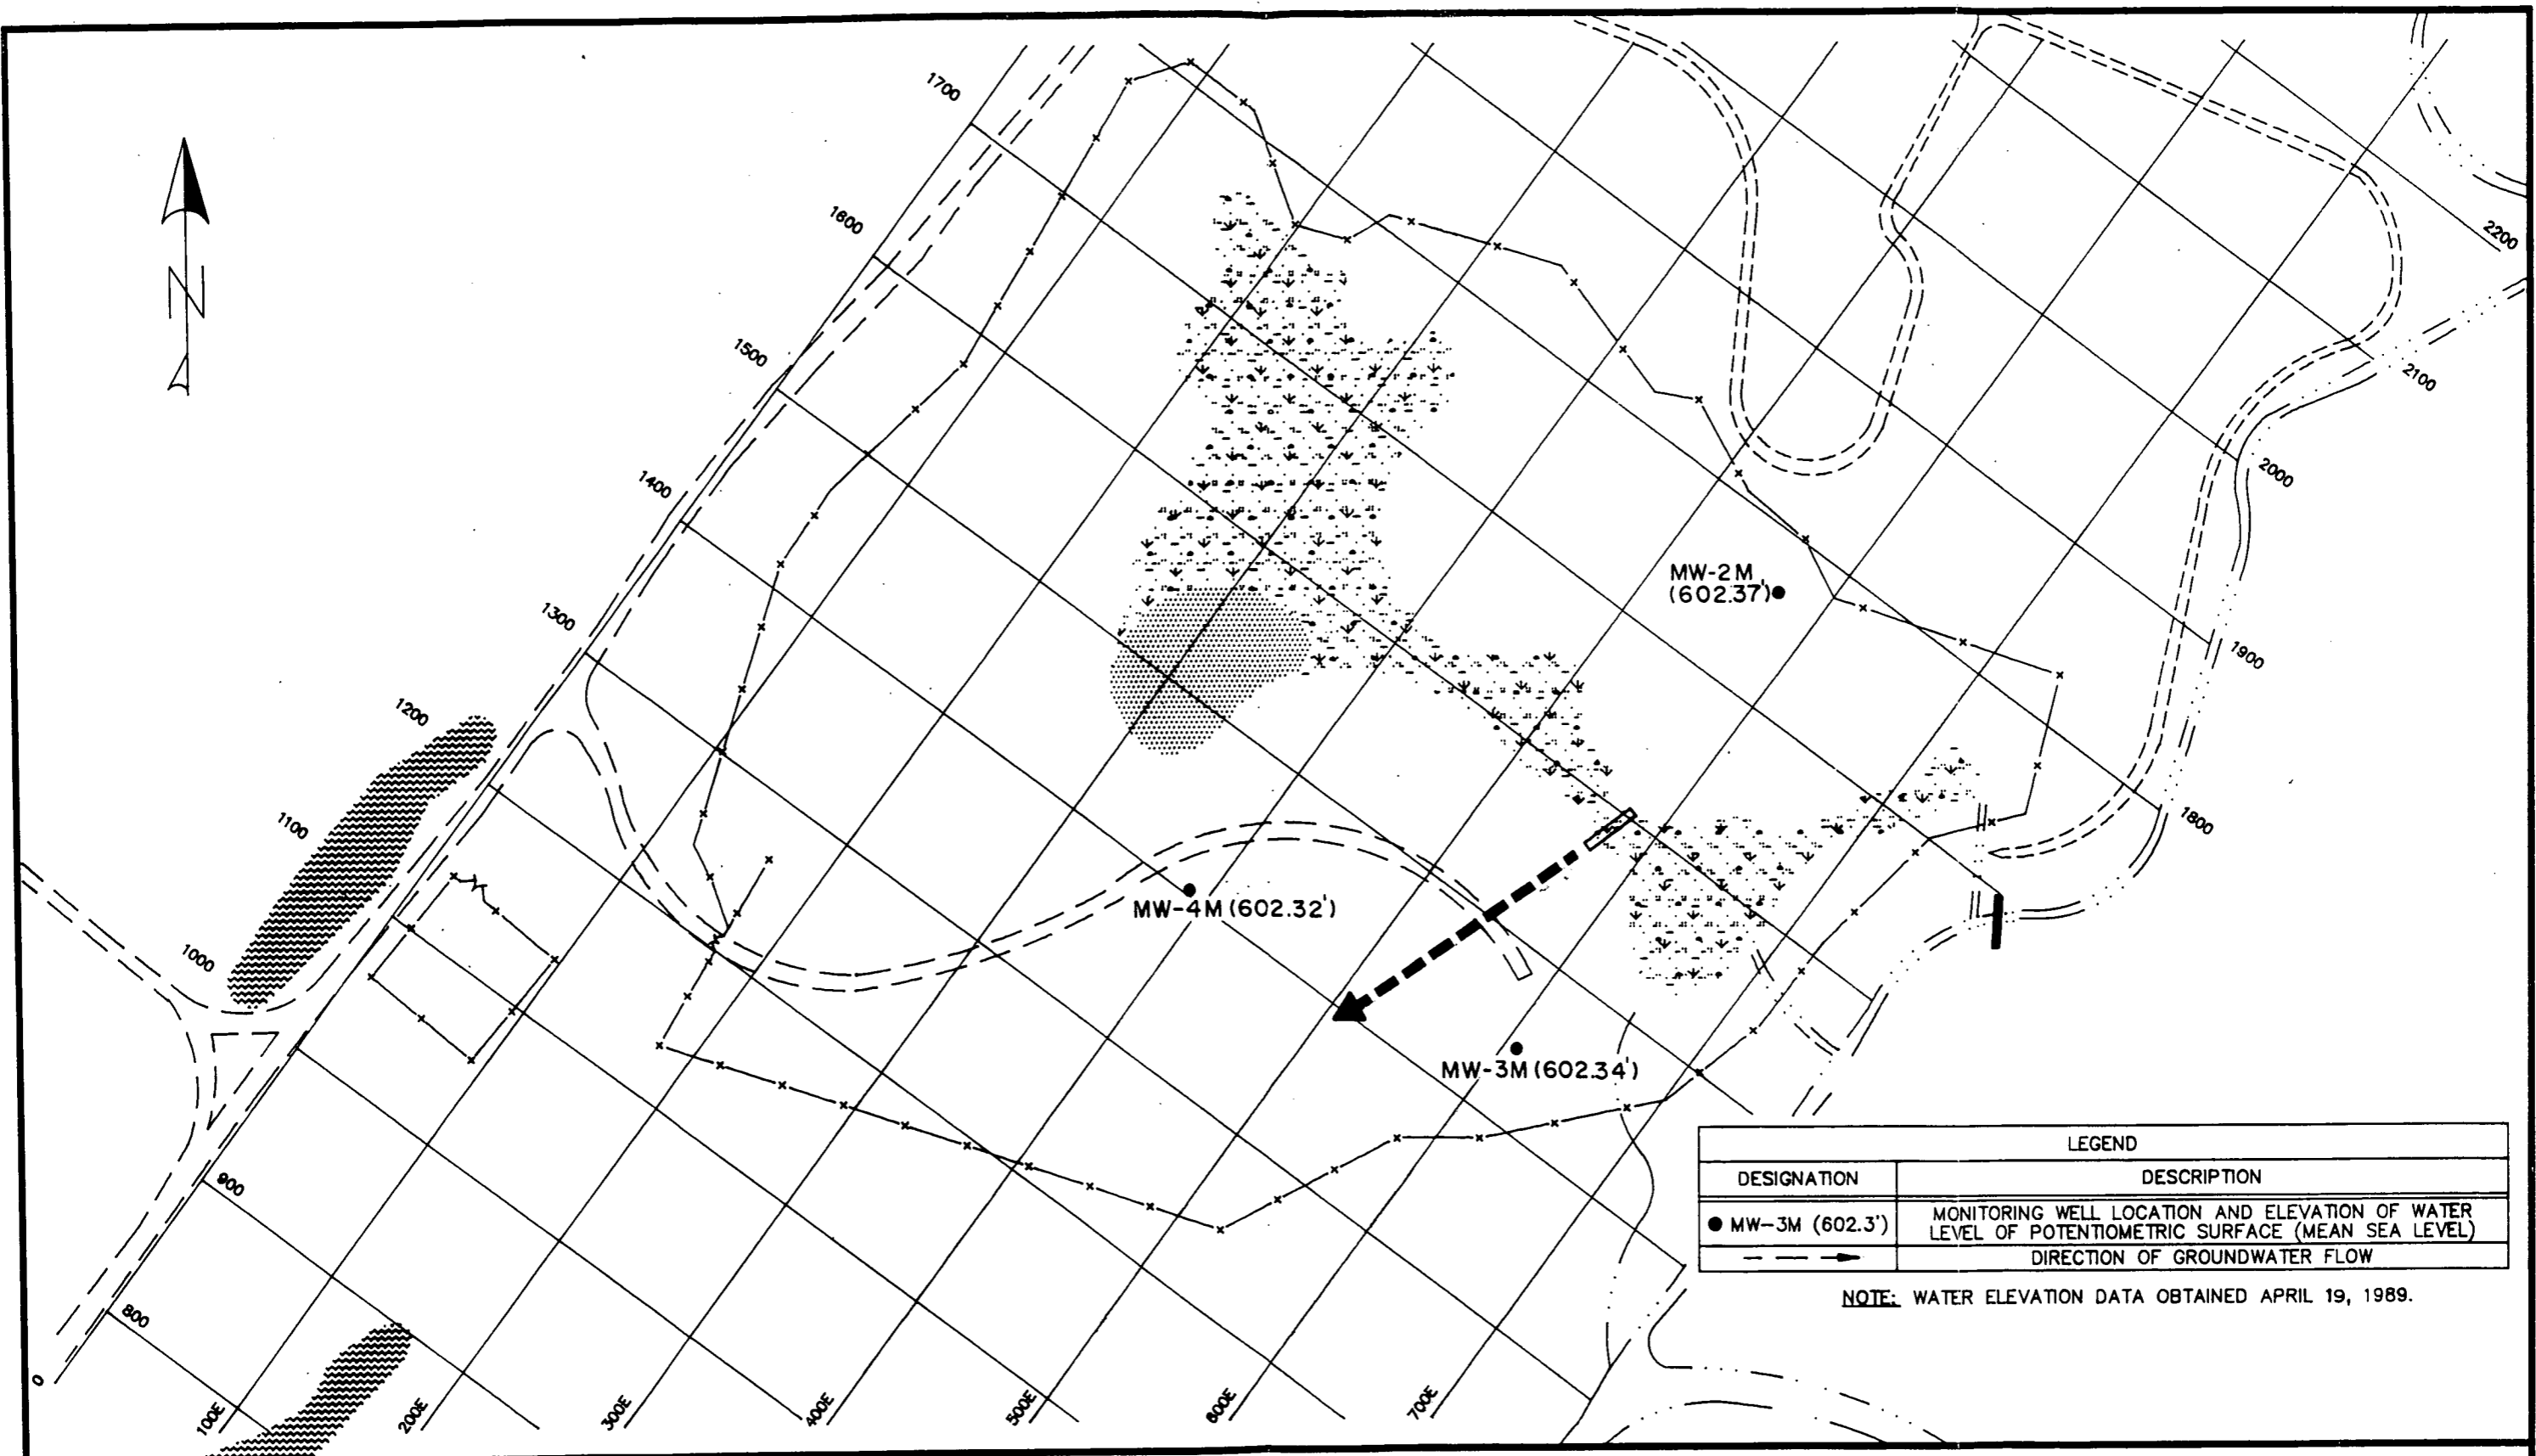 1700
1600
1500
1400
1300
1200
1100
1000
900
800
0
100E
200E
300E
400E
500E
600E
700E
2200
2100
2000
1900
1800
N
MW-2M
(602.37')
MW-4M (602.32')
MW-3M (602.34')
LEGEND
DESIGNATION
DESCRIPTION
MW-3M (602.3')
MONITORING WELL LOCATION AND ELEVATION OF WATER
LEVEL OF POTENTIOMETRIC SURFACE (MEAN SEA LEVEL)
DIRECTION OF GROUNDWATER FLOW
NOTE: WATER ELEVATION DATA OBTAINED APRIL 19, 1989.